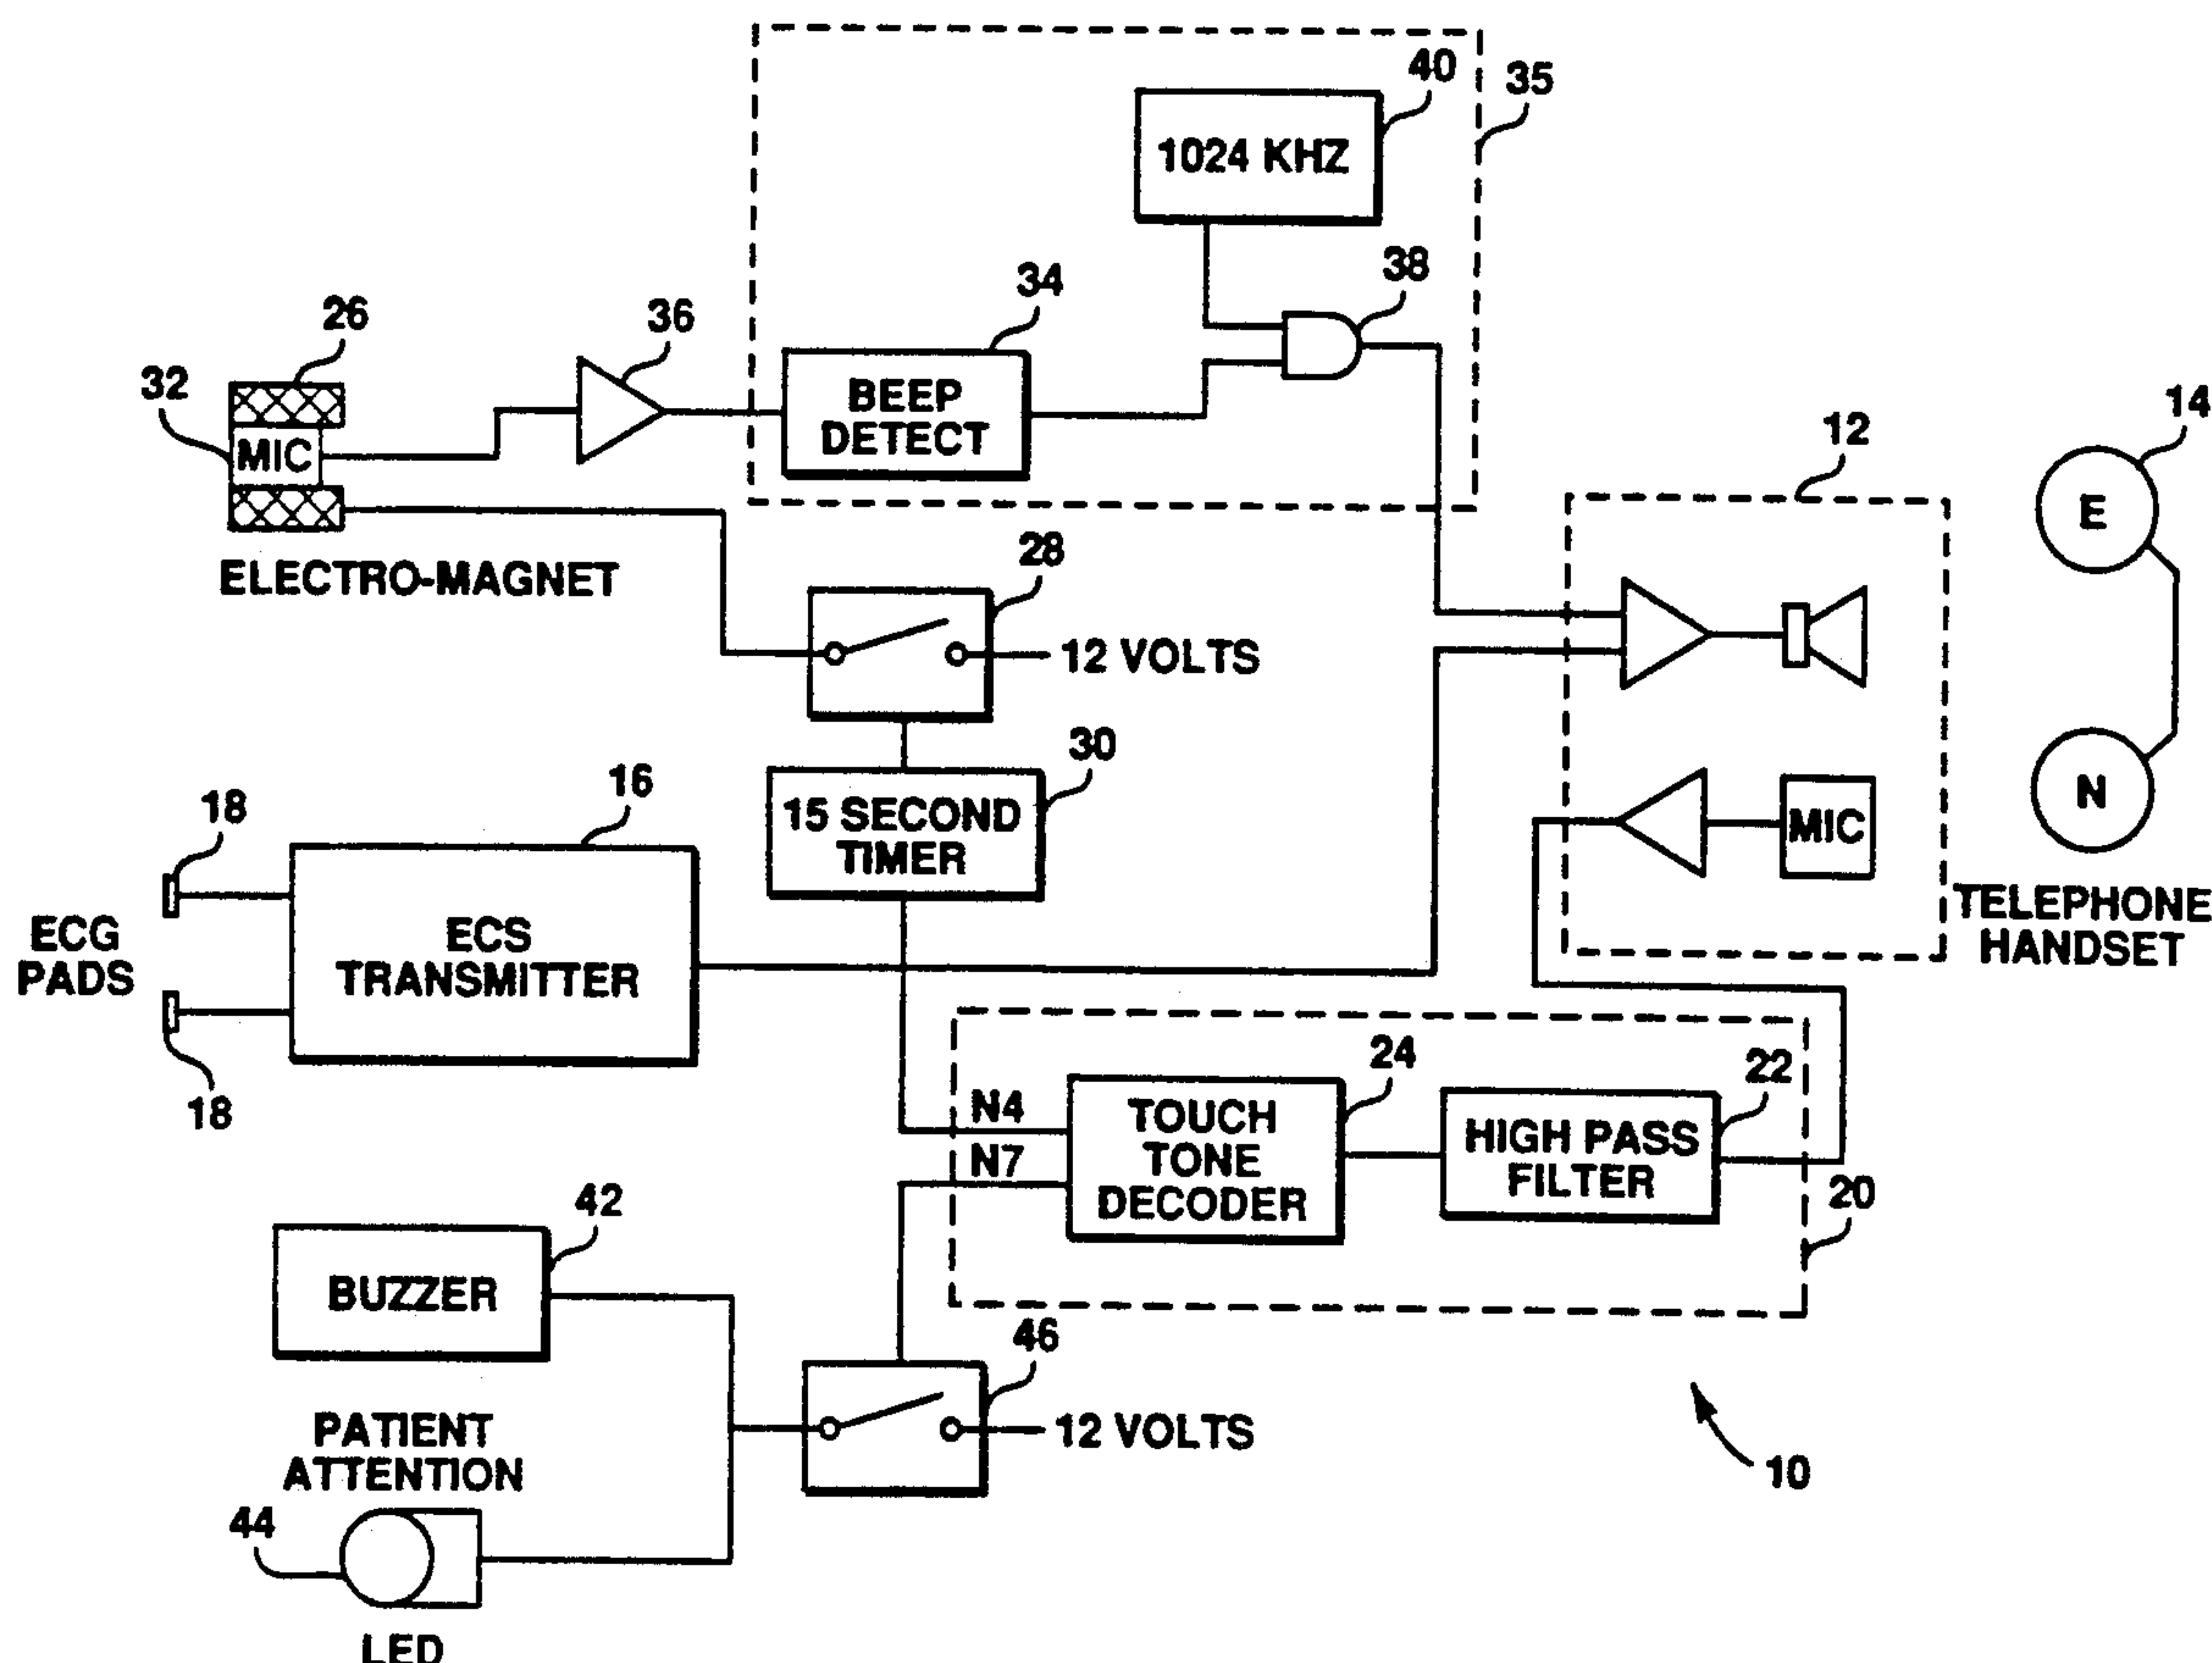 40
35
1024 KHZ
38
34
36
26
32
MIC
BEEP
DETECT
14
12
E
ELECTRO-MAGNET
28
12 VOLTS
30
16
18
15 SECOND
TIMER
MIC
N
ECG
PADS
ECS
TRANSMITTER
TELEPHONE
HANDSET
18
24
22
N4
N7
TOUCH
TONE
DECODER
HIGH PASS
FILTER
20
42
BUZZER
46
12 VOLTS
10
PATIENT
ATTENTION
44
LED